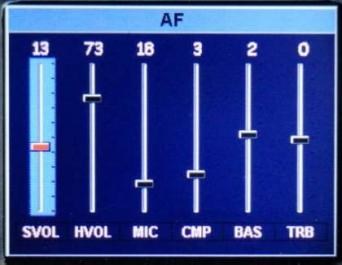 AF
13 73 18 3 2 0
SVOL HVOL MIC CMP BAS TRB